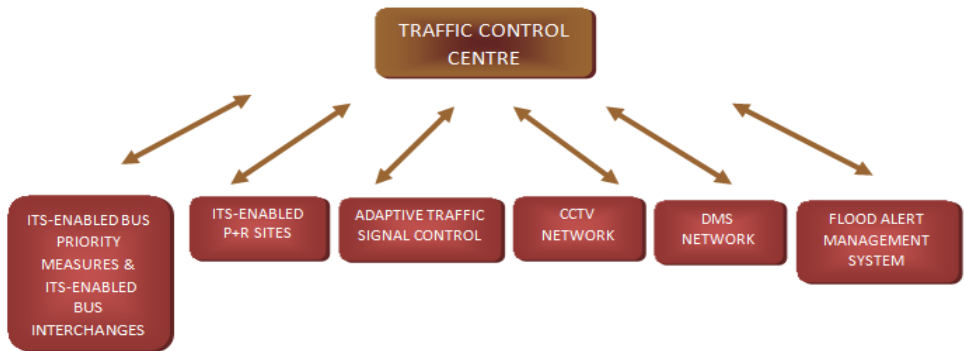 TRAFFIC CONTROL
CENTRE
ITS-ENABLED BUS
PRIORITY
MEASURES &
ITS-ENABLED
BUS
INTERCHANGES
ITS-ENABLED
P+R SITES
ADAPTIVE TRAFFIC
SIGNAL CONTROL
CCTV
NETWORK
DMS
NETWORK
FLOOD ALERT
MANAGEMENT
SYSTEM